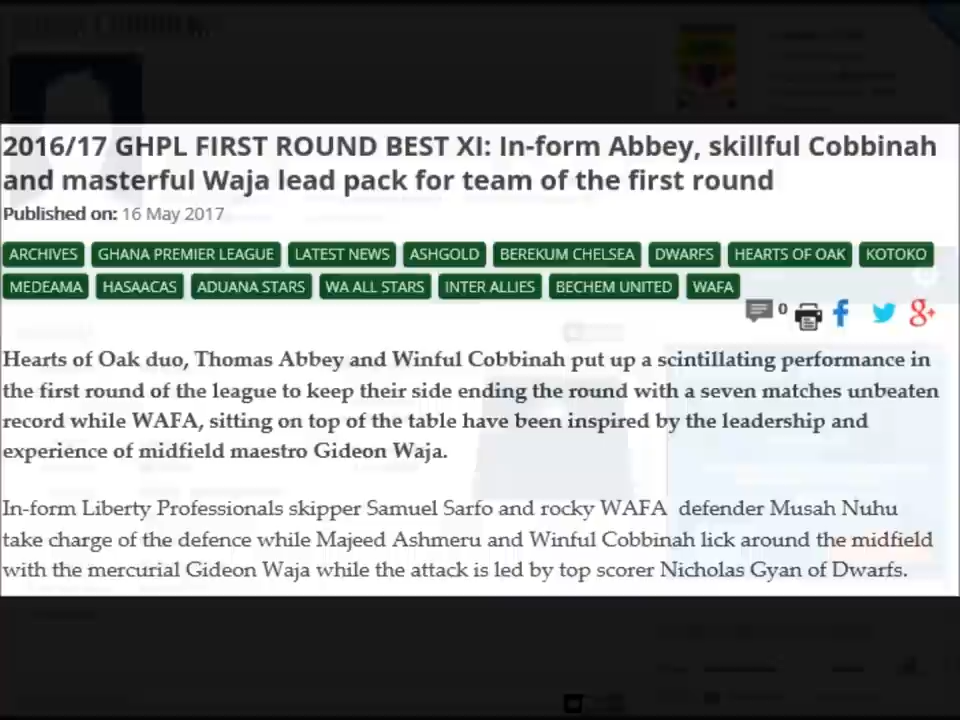 2016/17 GHPL FIRST ROUND BEST XI: In-form Abbey, skillful Cobbinah
and masterful Waja lead pack for team of the first round
Published on: 16 May 2017
ARCHIVES GHANA PREMIER LEAGUE LATEST NEWS ASHGOLD BEREKUM CHELSEA DWARFS HEARTS OF OAK KOTOKO
MEDEAMA HASAACAS ADUANA STARS WA ALL STARS INTER ALLIES BECHEM UNITED WAFA
0
Hearts of Oak duo, Thomas Abbey and Winful Cobbinah put up a scintillating performance in
the first round of the league to keep their side ending the round with a seven matches unbeaten
record while WAFA, sitting on top of the table have been inspired by the leadership and
experience of midfield maestro Gideon Waja.
In-form Liberty Professionals skipper Samuel Sarfo and rocky WAFA defender Musah Nuhu
take charge of the defence while Majeed Ashmeru and Winful Cobbinah lick around the midfield
with the mercurial Gideon Waja while the attack is led by top scorer Nicholas Gyan of Dwarfs.